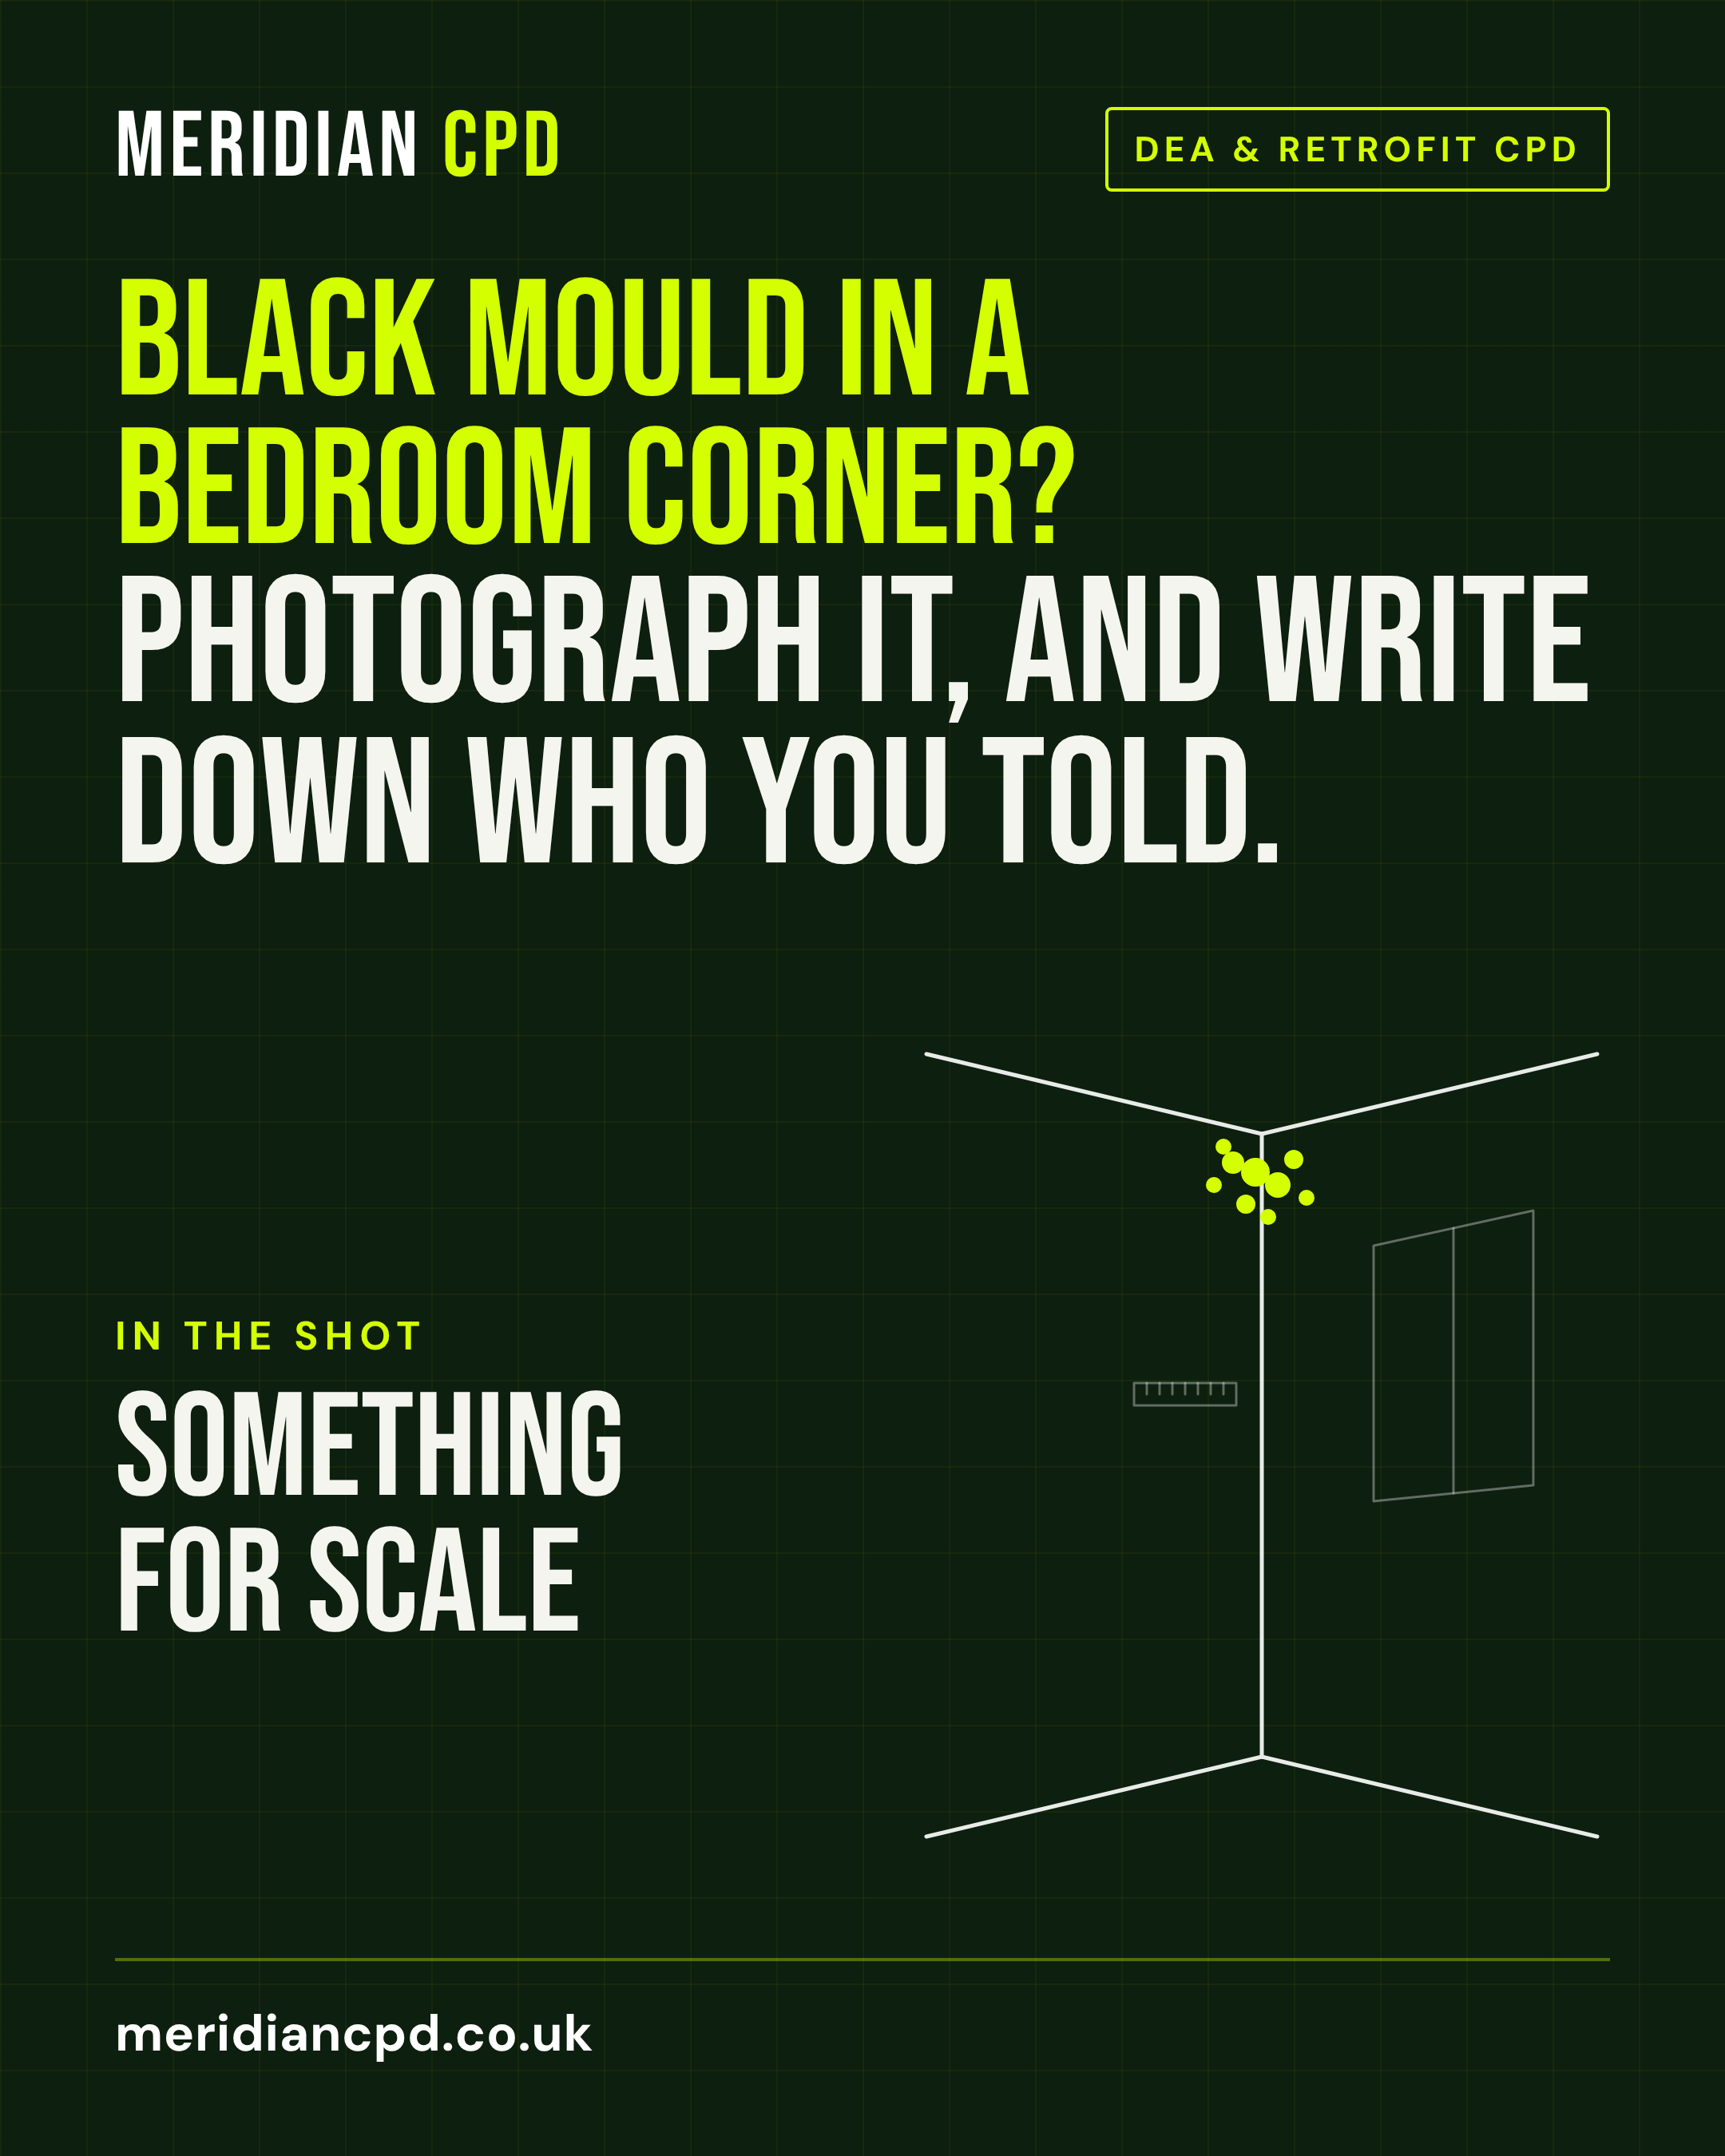 MERIDIAN CPD
DEA & RETROFIT CPD
BLACK MOULD IN A
BEDROOM CORNER?
PHOTOGRAPH IT, AND WRITE
DOWN WHO YOU TOLD.
IN THE SHOT
SOMETHING
FOR SCALE
meridiancpd.co.uk